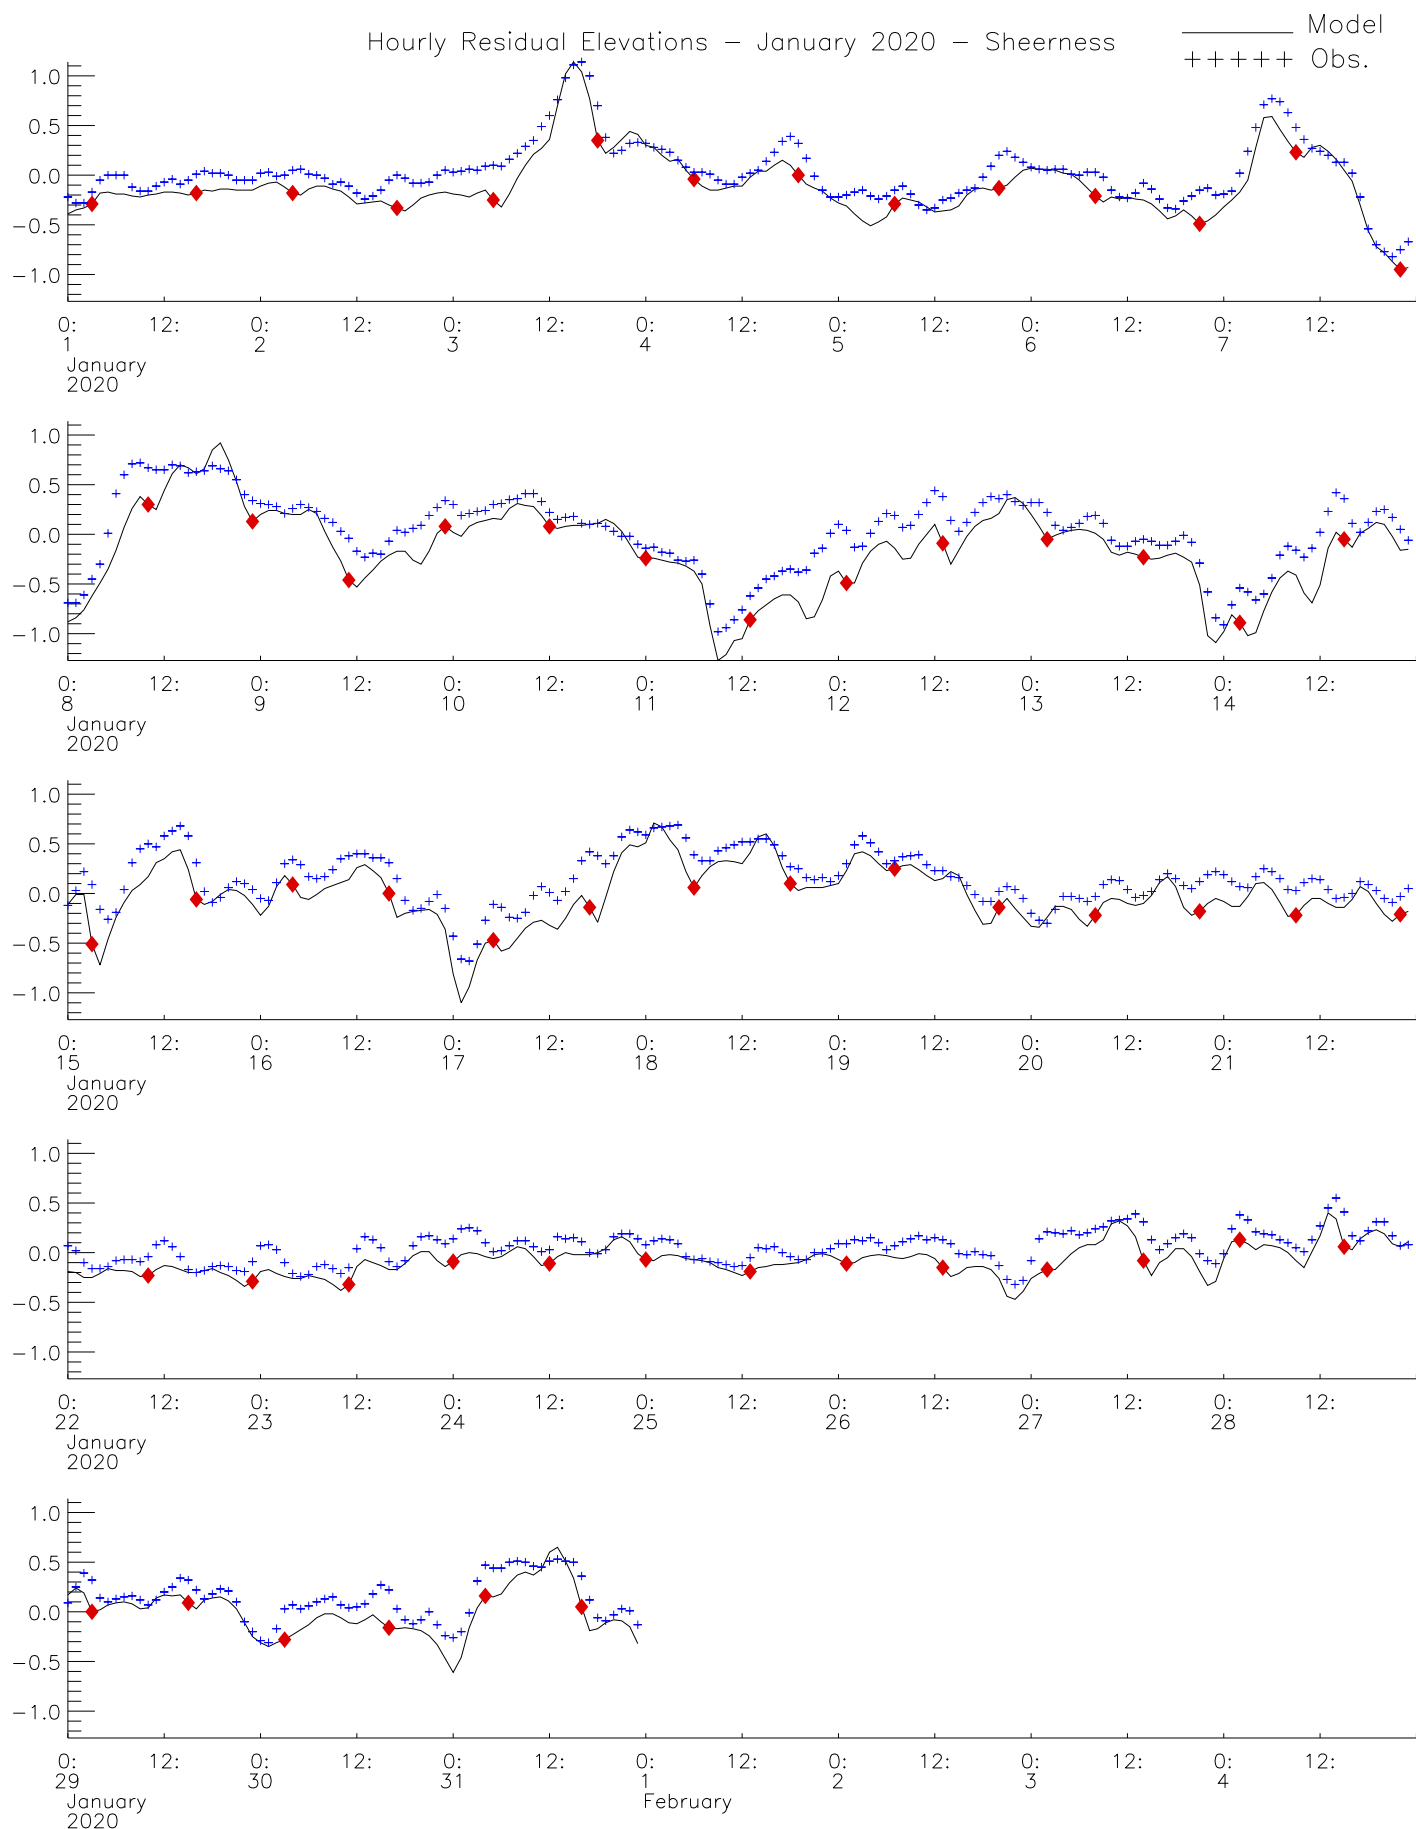 Hourly Residual Elevations – January 2020 – Sheerness
Model
+++++ Obs.
1.0
0.5
0.0
−0.5
−1.0
0: 12: 0: 12: 0: 12: 0: 12: 0: 12: 0: 12: 0: 12:
1 2 3 4 5 6 7
January
2020
1.0
0.5
0.0
−0.5
−1.0
0: 12: 0: 12: 0: 12: 0: 12: 0: 12: 0: 12: 0: 12:
8 9 10 11 12 13 14
January
2020
1.0
0.5
0.0
−0.5
−1.0
0: 12: 0: 12: 0: 12: 0: 12: 0: 12: 0: 12: 0: 12:
15 16 17 18 19 20 21
January
2020
1.0
0.5
0.0
−0.5
−1.0
0: 12: 0: 12: 0: 12: 0: 12: 0: 12: 0: 12: 0: 12:
22 23 24 25 26 27 28
January
2020
1.0
0.5
0.0
−0.5
−1.0
0: 12: 0: 12: 0: 12: 0: 12: 0: 12: 0: 12: 0: 12:
29 30 31 1 2 3 4
January February
2020